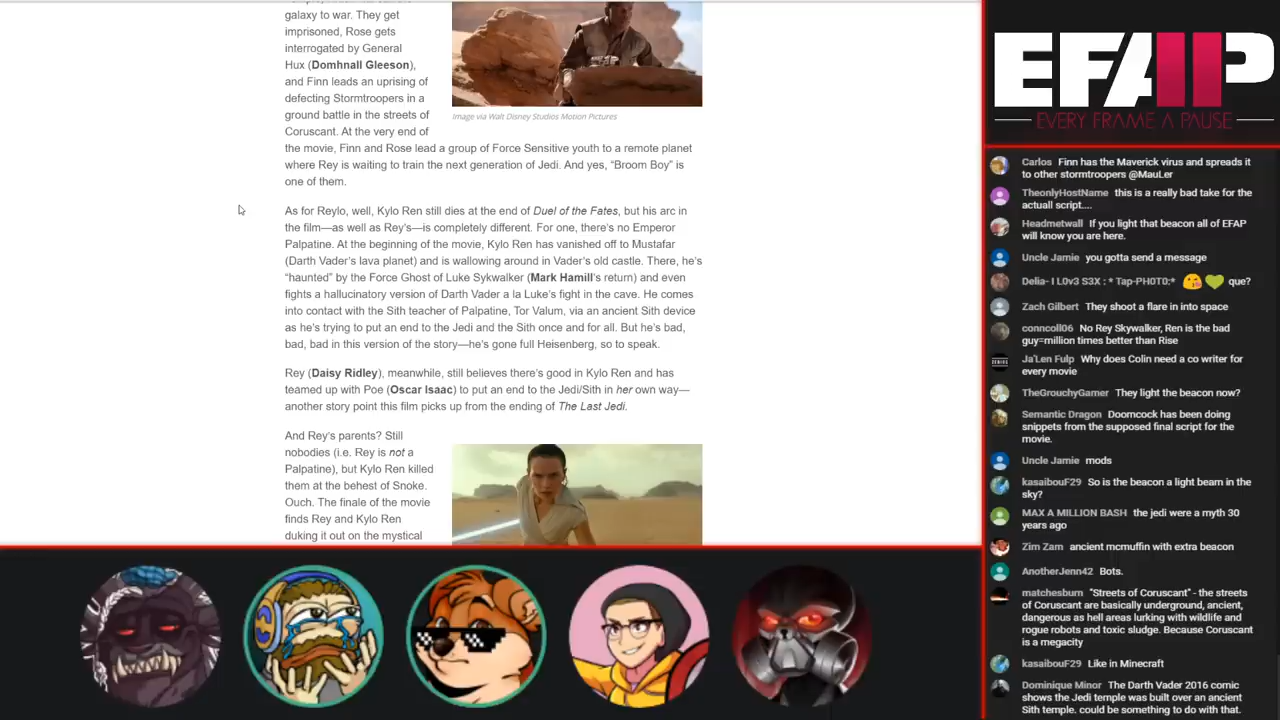 galaxy to war. They get
imprisoned, Rose gets
interrogated by General
Hux (Domhnall Gleeson),
and Finn leads an uprising of
defecting Stormtroopers in a
ground battle in the streets of
Coruscant. At the very end of
the movie, Finn and Rose lead a group of Force Sensitive youth to a remote planet
where Rey is waiting to train the next generation of Jedi. And yes, “Broom Boy” is
one of them.
Image via Walt Disney Studios Motion Pictures
As for Reylo, well, Kylo Ren still dies at the end of Duel of the Fates, but his arc in
the film—as well as Rey’s—is completely different. For one, there’s no Emperor
Palpatine. At the beginning of the movie, Kylo Ren has vanished off to Mustafar
(Darth Vader’s lava planet) and is wallowing around in Vader’s old castle. There, he’s
“haunted” by the Force Ghost of Luke Sykwalker (Mark Hamill’s return) and even
fights a hallucinatory version of Darth Vader a la Luke’s fight in the cave. He comes
into contact with the Sith teacher of Palpatine, Tor Valum, via an ancient Sith device
as he’s trying to put an end to the Jedi and the Sith once and for all. But he’s bad,
bad, bad in this version of the story—he’s gone full Heisenberg, so to speak.
Rey (Daisy Ridley), meanwhile, still believes there’s good in Kylo Ren and has
teamed up with Poe (Oscar Isaac) to put an end to the Jedi/Sith in her own way—
another story point this film picks up from the ending of The Last Jedi.
And Rey’s parents? Still
nobodies (i.e. Rey is not a
Palpatine), but Kylo Ren killed
them at the behest of Snoke.
Ouch. The finale of the movie
finds Rey and Kylo Ren
duking it out on the mystical
EFAP
EVERY FRAME A PAUSE
Carlos Finn has the Maverick virus and spreads it
to other stormtroopers @MauLer
TheonlyHostName this is a really bad take for the
actuall script....
Headmetwall If you light that beacon all of EFAP
will know you are here.
Uncle Jamie you gotta send a message
Delia- I L0v3 S3X : * Tap-PH0T0;* que?
Zach Gilbert They shoot a flare in into space
conncoll06 No Rey Skywalker, Ren is the bad
guy=million times better than Rise
Ja'Len Fulp Why does Colin need a co writer for
every movie
TheGrouchyGamer They light the beacon now?
Semantic Dragon Doomcock has been doing
snippets from the supposed final script for the
movie.
Uncle Jamie mods
kasaibouF29 So is the beacon a light beam in the
sky?
MAX A MILLION BASH the jedi were a myth 30
years ago
Zim Zam ancient mcmuffin with extra beacon
AnotherJenn42 Bots.
matchesburn "Streets of Coruscant" - the streets
of Coruscant are basically underground, ancient,
dangerous as hell areas lurking with wildlife and
rogue robots and toxic sludge. Because Coruscant
is a megacity
kasaibouF29 Like in Minecraft
Dominique Minor The Darth Vader 2016 comic
shows the Jedi temple was built over an ancient
Sith temple. could be something to do with that.